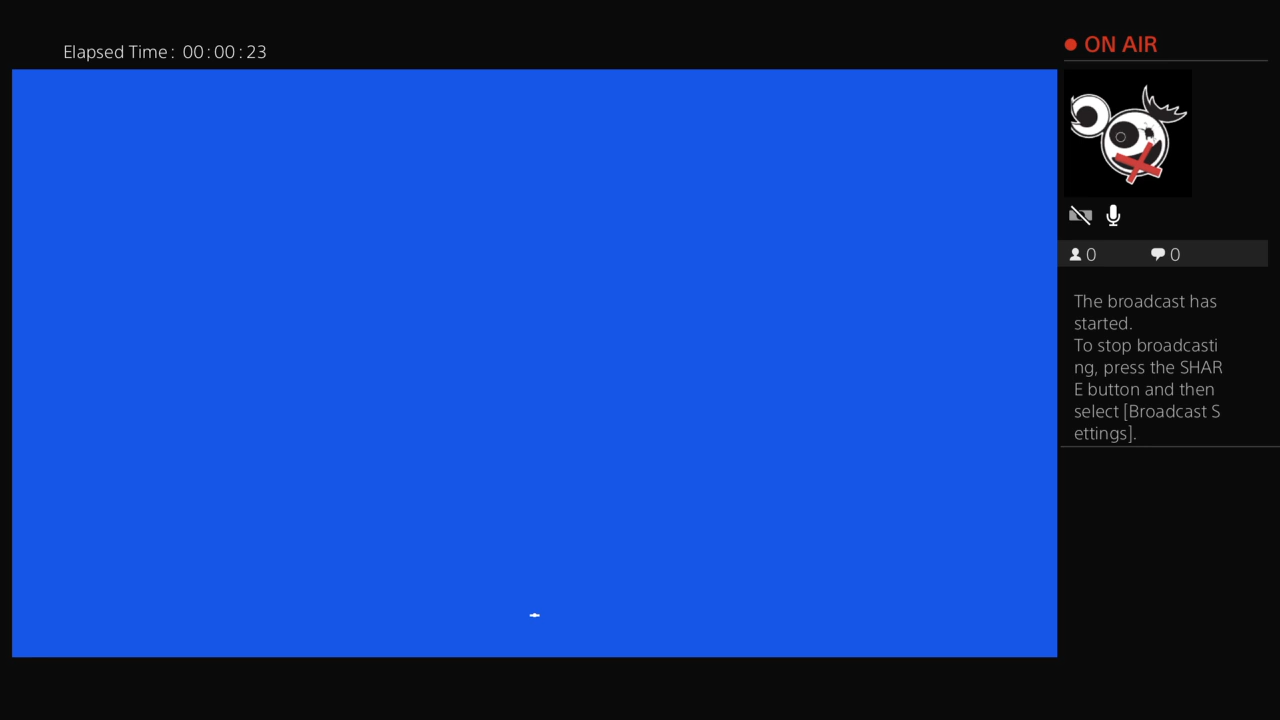 Elapsed Time: 00:00:23
ON AIR
0 0
The broadcast has
started.
To stop broadcasti
ng, press the SHAR
E button and then
select [Broadcast S
ettings].